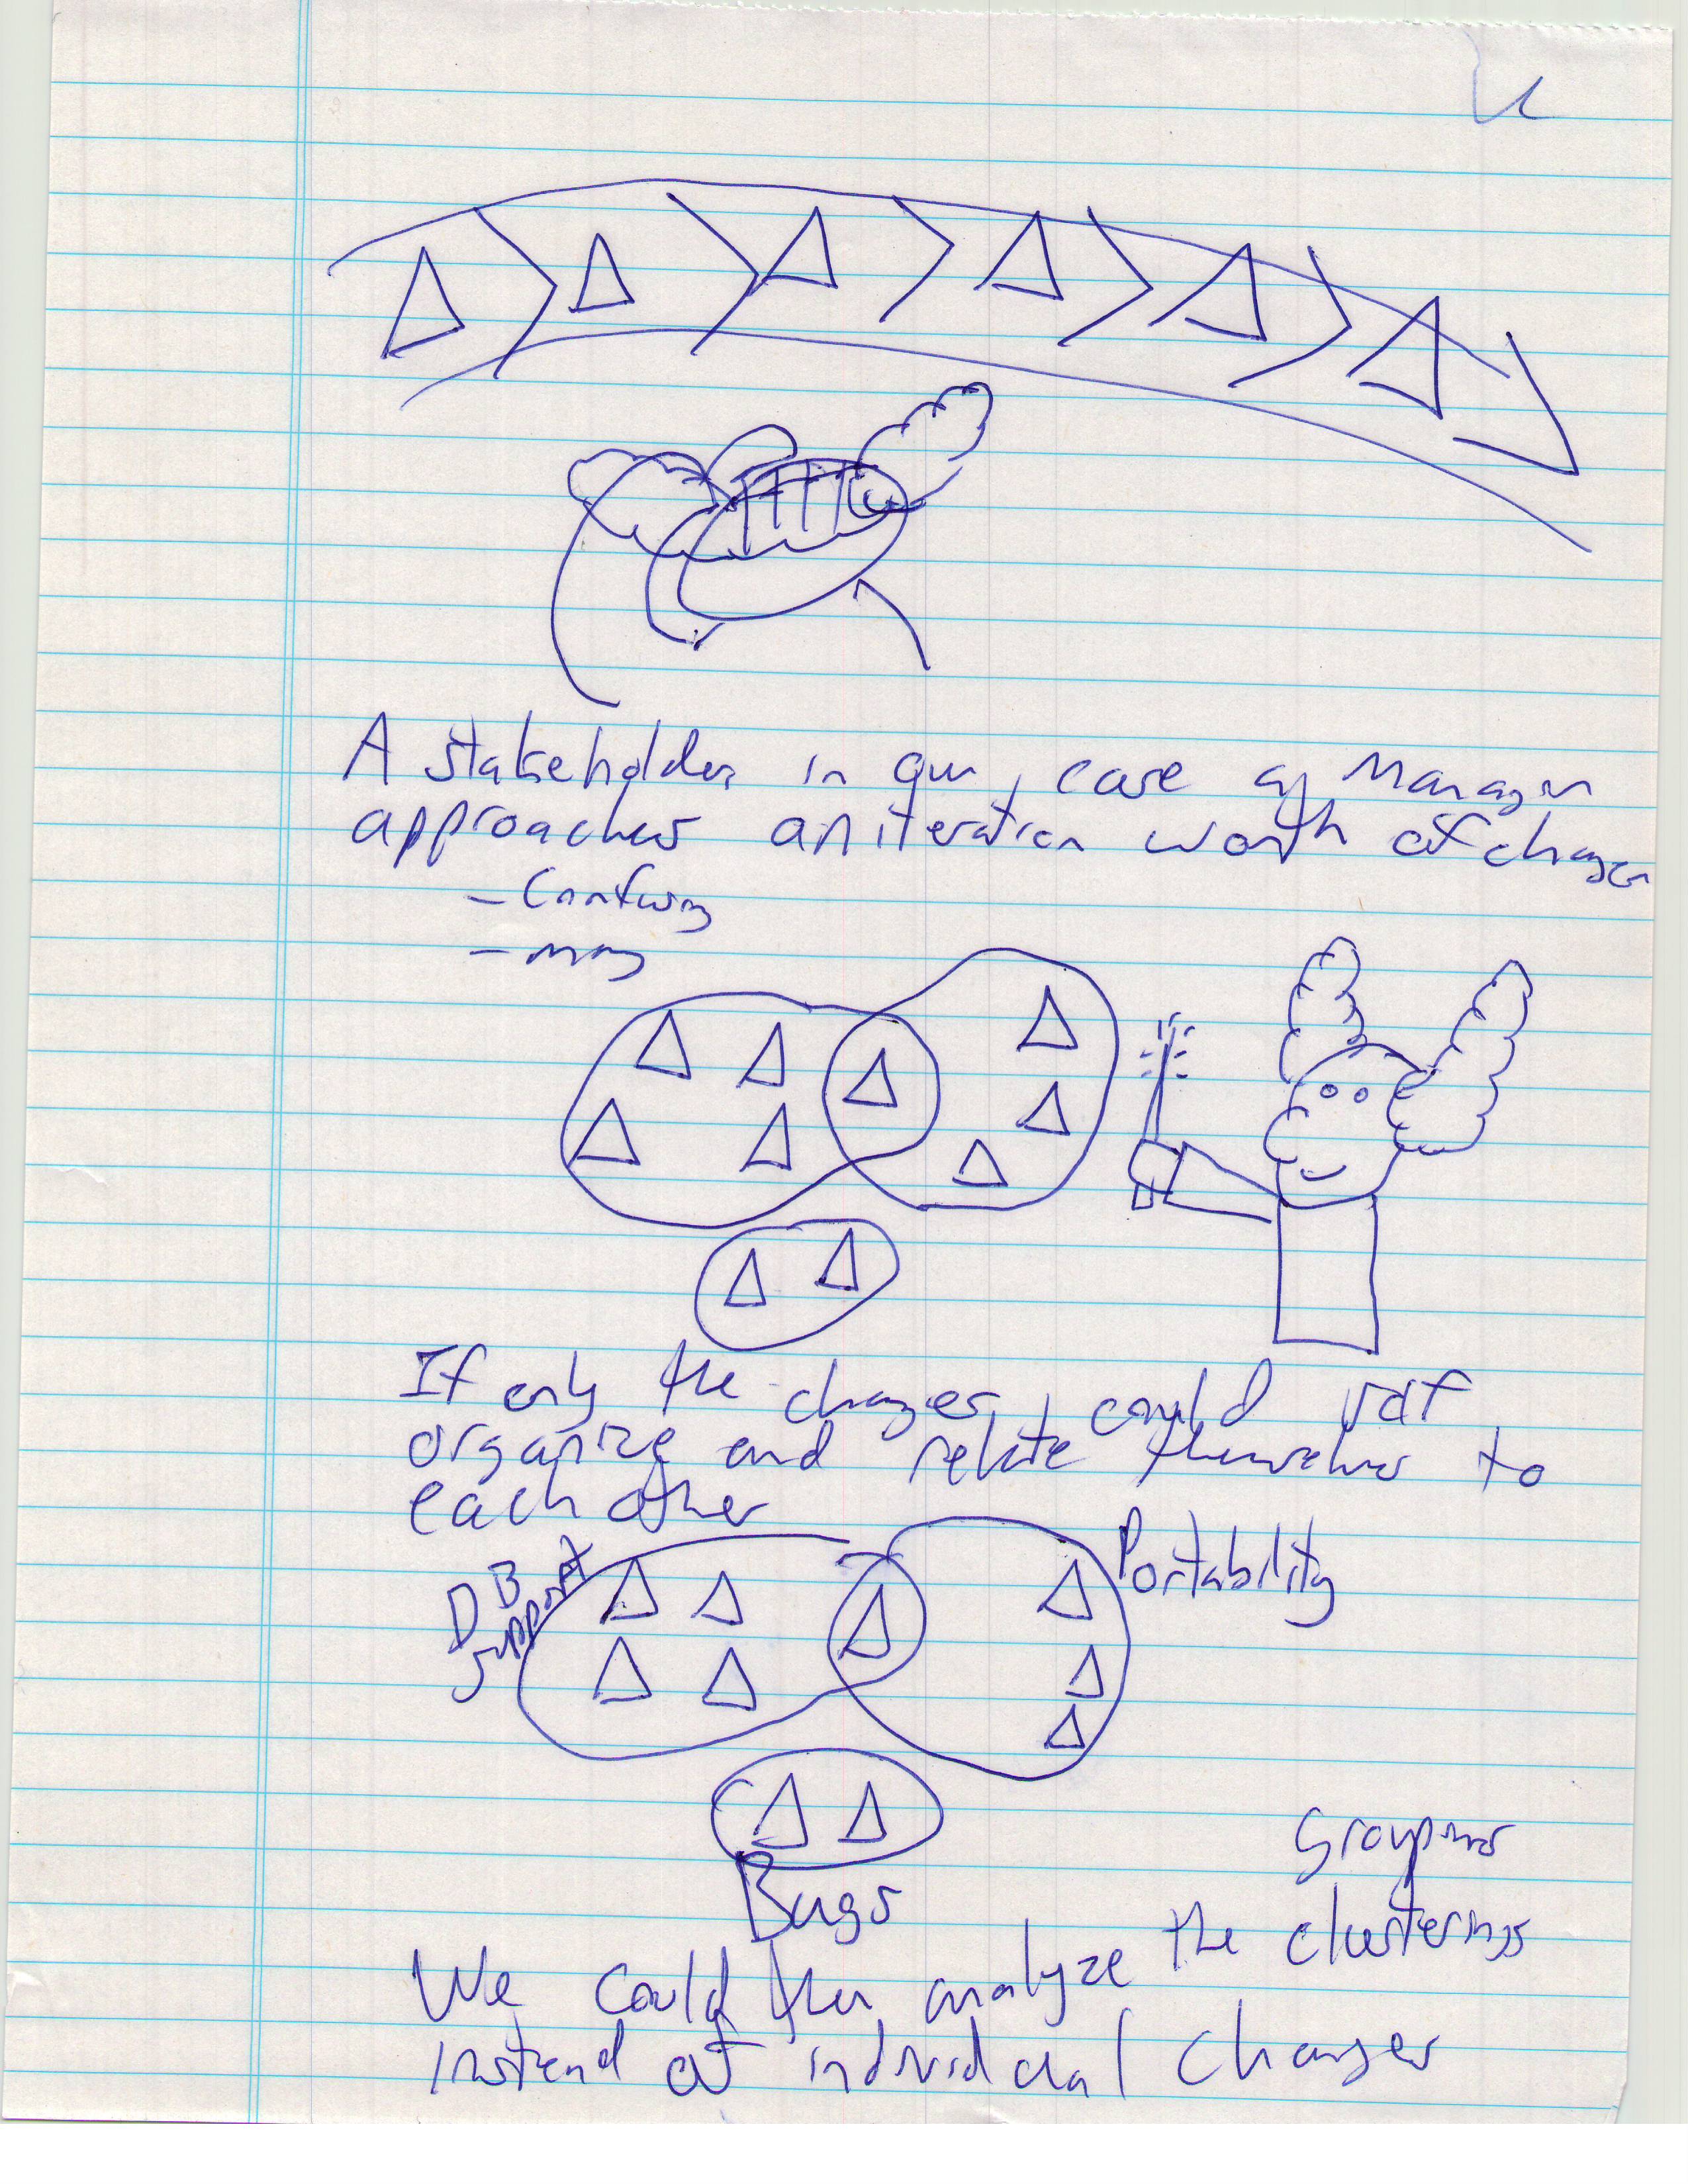 A stakeholder, in our case a manager
approaches an iteration worth of changes
- Confusing
- many
If only the changes could
organize and relate themselves to
each other
DB
support
Portability
Bugs
Groupings
We could then analyze the clusterings
instead of individual changes